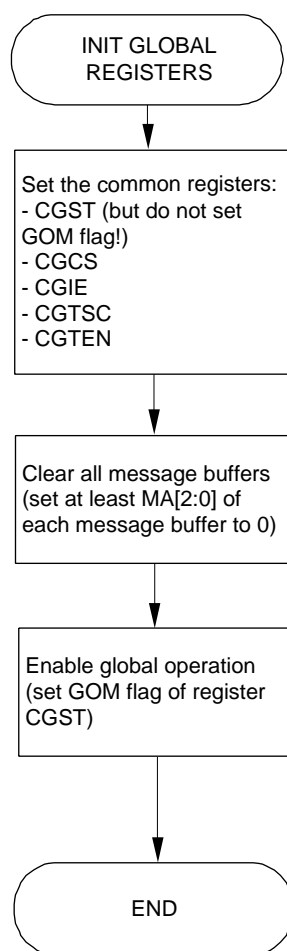 INIT GLOBAL
REGISTERS
Set the common registers:
- CGST (but do not set
GOM flag!)
- CGCS
- CGIE
- CGTSC
- CGTEN
Clear all message buffers
(set at least MA[2:0] of
each message buffer to 0)
Enable global operation
(set GOM flag of register
CGST)
END